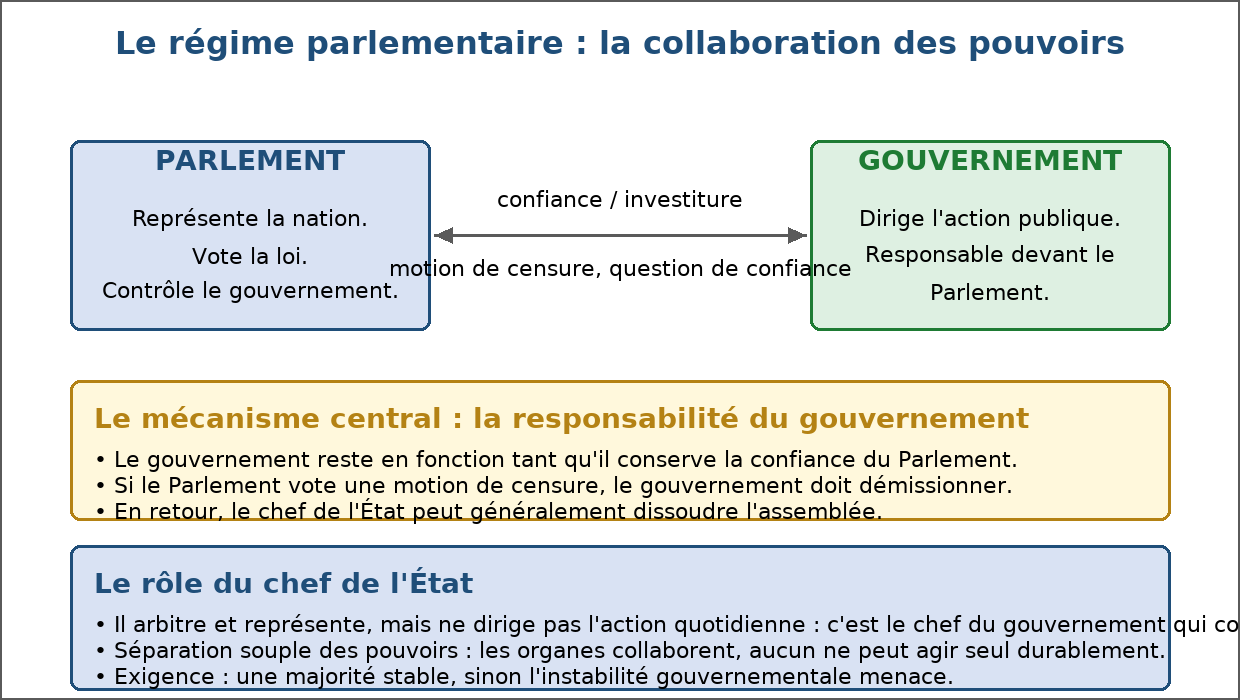 Le régime parlementaire : la collaboration des pouvoirs
PARLEMENT
Représente la nation.
Vote la loi.
Contrôle le gouvernement.
confiance / investiture
motion de censure, question de confiance
GOUVERNEMENT
Dirige l'action publique.
Responsable devant le
Parlement.
Le mécanisme central : la responsabilité du gouvernement
• Le gouvernement reste en fonction tant qu'il conserve la confiance du Parlement.
• Si le Parlement vote une motion de censure, le gouvernement doit démissionner.
• En retour, le chef de l'État peut généralement dissoudre l'assemblée.
Le rôle du chef de l'État
• Il arbitre et représente, mais ne dirige pas l'action quotidienne : c'est le chef du gouvernement qui
• Séparation souple des pouvoirs : les organes collaborent, aucun ne peut agir seul durablement.
• Exigence : une majorité stable, sinon l'instabilité gouvernementale menace.